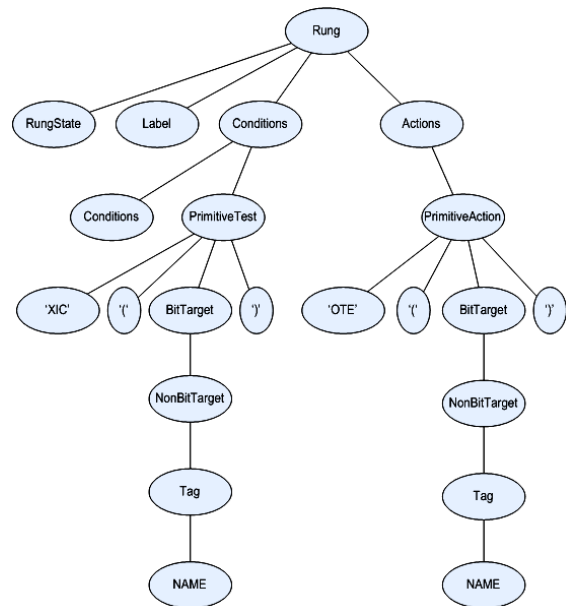 Rung
RungState Label Conditions Actions
Conditions PrimitiveTest PrimitiveAction
'XIC' '(' BitTarget ')' 'OTE' '(' BitTarget ')'
NonBitTarget NonBitTarget
Tag Tag
NAME NAME